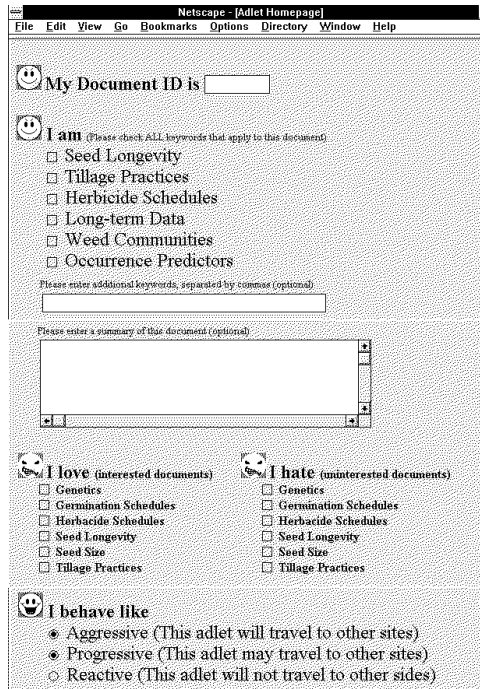 Netscape - [Adlet Homepage]
File Edit View Go Bookmarks Options Directory Window Help
My Document ID is
I am (Please check ALL keywords that apply to this document)
Seed Longevity
Tillage Practices
Herbicide Schedules
Long-term Data
Weed Communities
Occurrence Predictors
Please enter additional keywords, separated by commas (optional)
Please enter a summary of this document (optional)
I love (interested documents)
Genetics
Germination Schedules
Herbacide Schedules
Seed Longevity
Seed Size
Tillage Practices
I hate (uninterested documents)
Genetics
Germination Schedules
Herbacide Schedules
Seed Longevity
Seed Size
Tillage Practices
I behave like
Aggressive (This adlet will travel to other sites)
Progressive (This adlet may travel to other sites)
Reactive (This adlet will not travel to other sides)